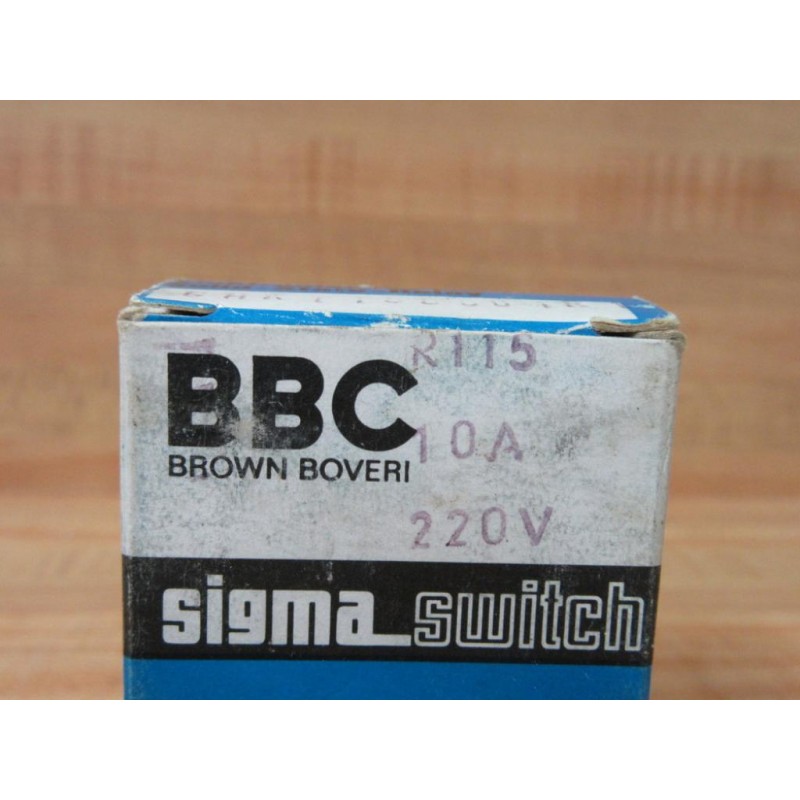 BBC
BROWN BOVERI
R115
10A
220V
sigma switch